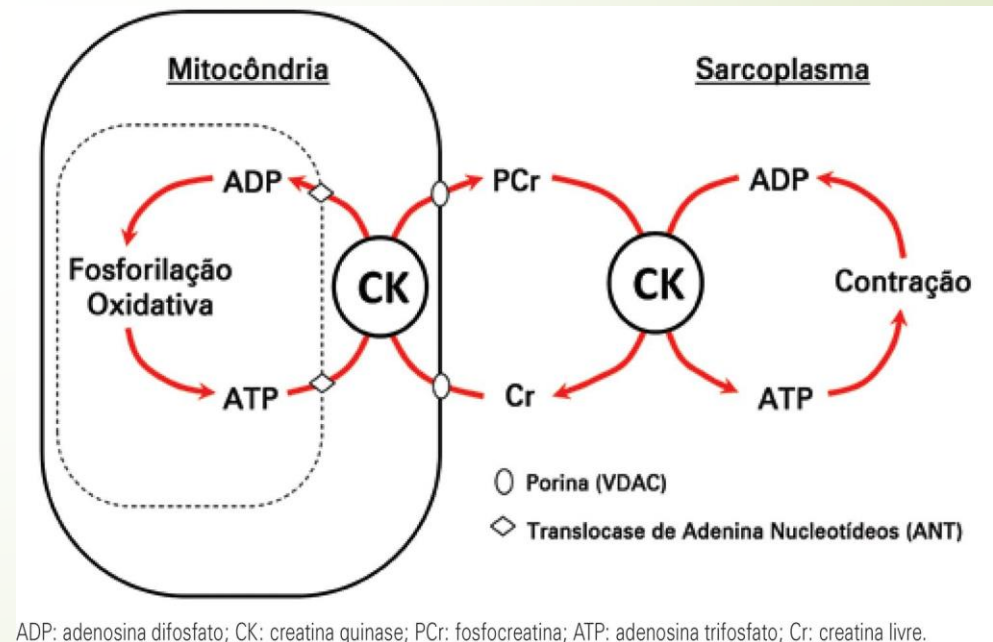 Mitocôndria
Sarcoplasma
ADP
PCr
ADP
Fosforilação
Oxidativa
CK
CK
Contração
ATP
Cr
ATP
Porina (VDAC)
Translocase de Adenina Nucleotídeos (ANT)
ADP: adenosina difosfato; CK: creatina quinase; PCr: fosfocreatina; ATP: adenosina trifosfato; Cr: creatina livre.